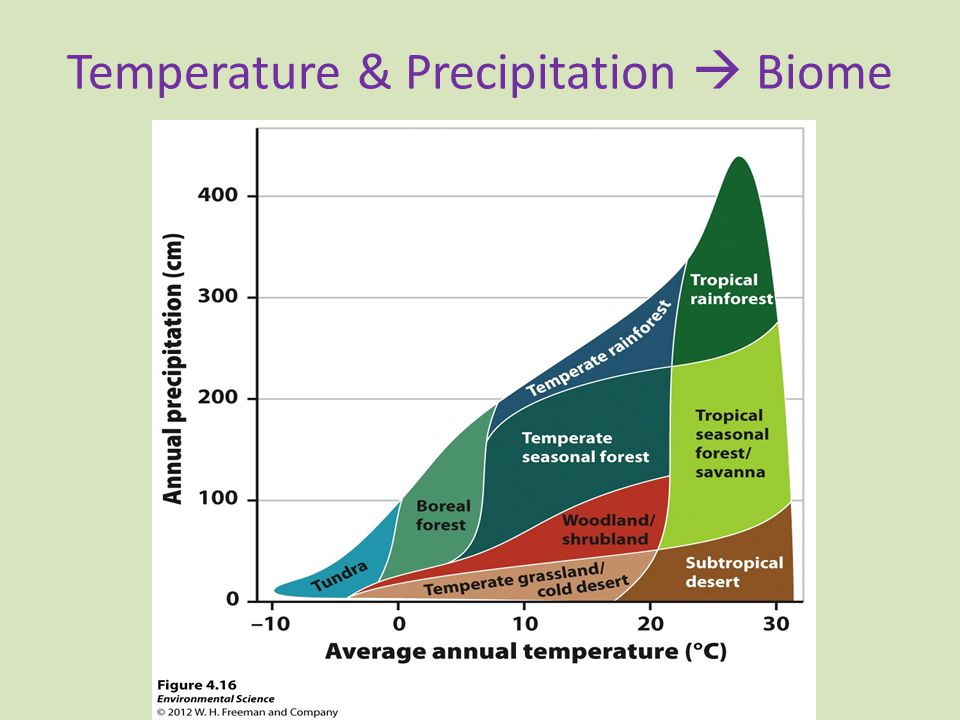 Temperature & Precipitation → Biome
Annual precipitation (cm)
400
300
200
100
0
Tropical
rainforest
Temperate rainforest
Tropical
seasonal
forest/
savanna
Temperate
seasonal forest
Boreal
forest
Woodland/
shrubland
Tundra
Temperate grassland/
cold desert
Subtropical
desert
–10 0 10 20 30
Average annual temperature (°C)
Figure 4.16
Environmental Science
© 2012 W. H. Freeman and Company